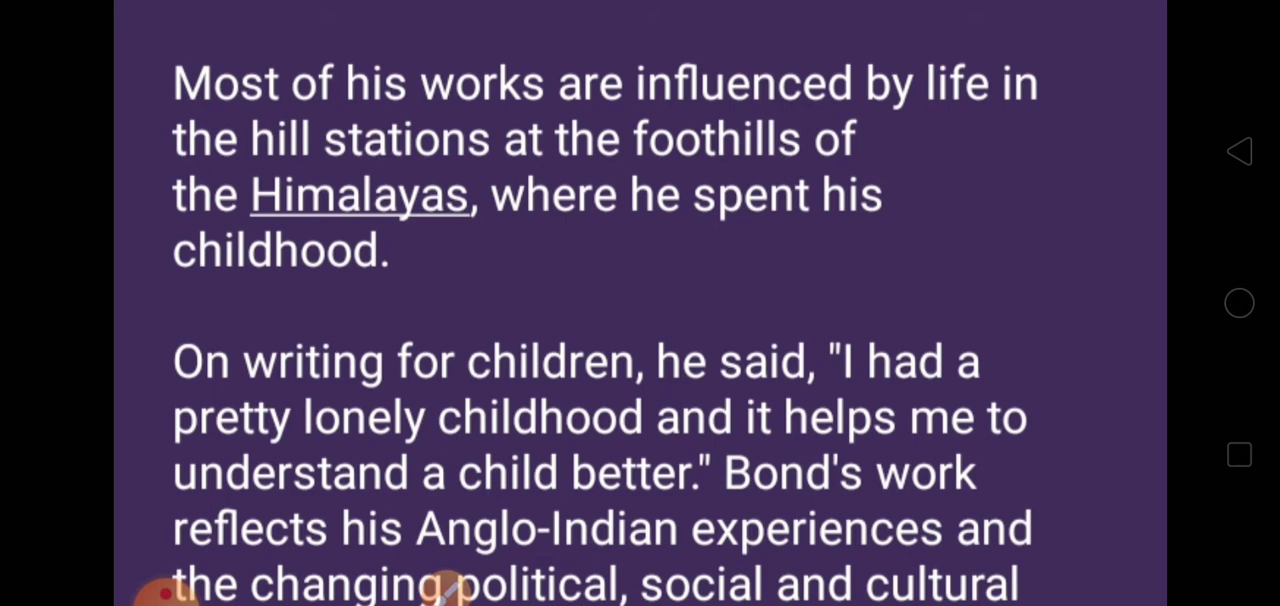 Most of his works are influenced by life in
the hill stations at the foothills of
the Himalayas, where he spent his
childhood.
On writing for children, he said, "I had a
pretty lonely childhood and it helps me to
understand a child better." Bond's work
reflects his Anglo-Indian experiences and
the changing political, social and cultural